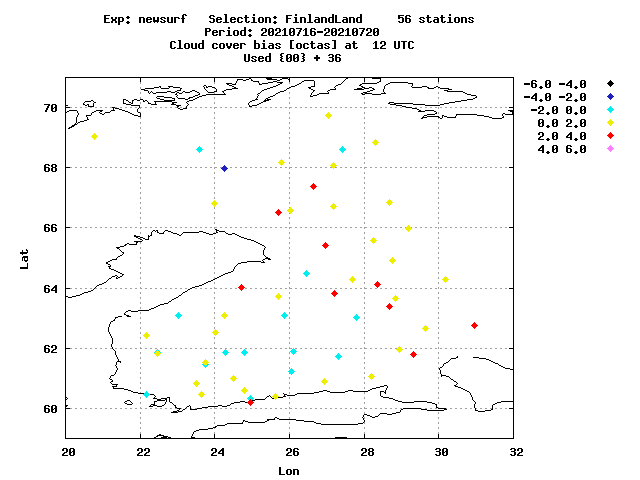 Exp: newsurf   Selection: FinlandLand     56 stations
Period: 20210716-20210720
Cloud cover bias [octas] at  12 UTC
Used {00} + 36
-6.0 -4.0
-4.0 -2.0
-2.0 0.0
0.0 2.0
2.0 4.0
4.0 6.0
70
68
66
64
62
60
Lat
20 22 24 26 28 30 32
Lon